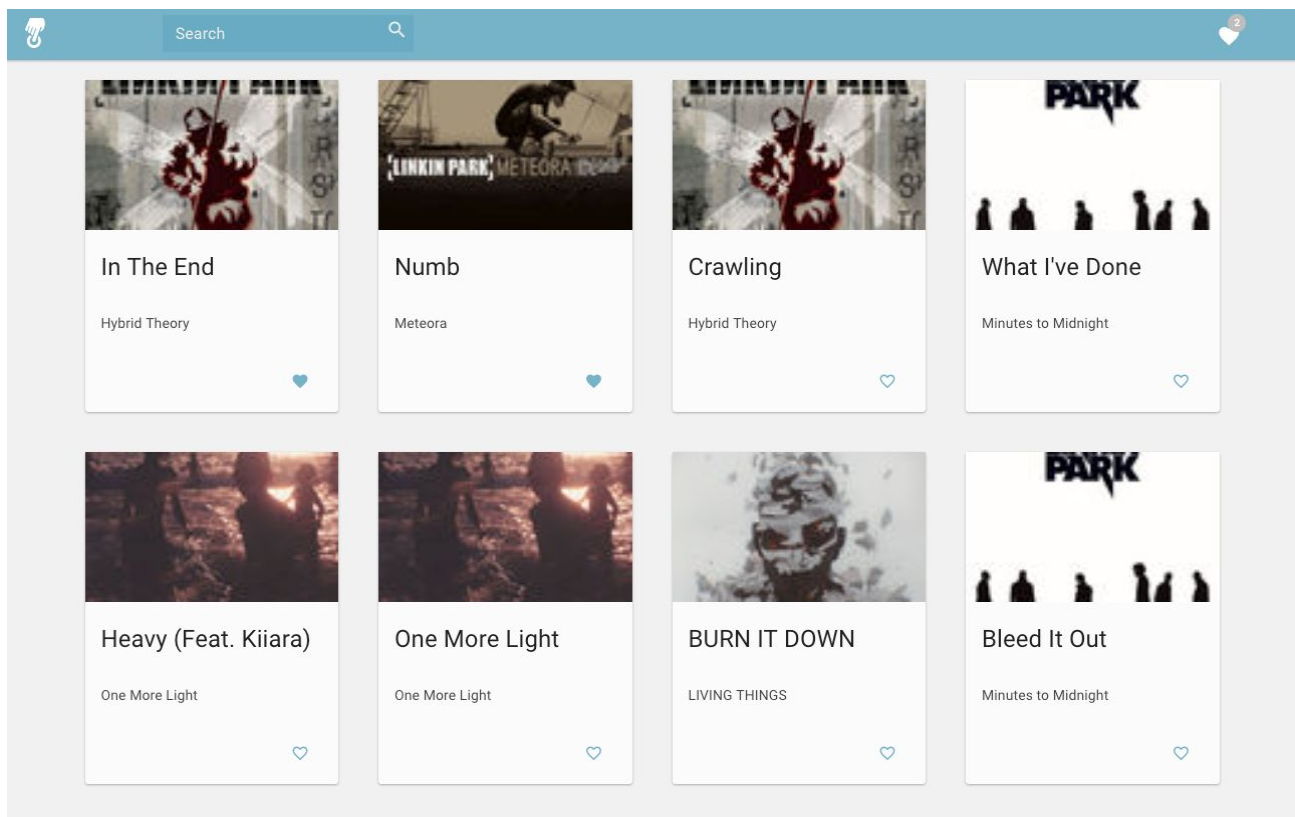 Search
2
In The End
Hybrid Theory
[LINKIN PARK] METEORA
Numb
Meteora
Crawling
Hybrid Theory
PARK
What I've Done
Minutes to Midnight
Heavy (Feat. Kiiara)
One More Light
One More Light
One More Light
BURN IT DOWN
LIVING THINGS
PARK
Bleed It Out
Minutes to Midnight